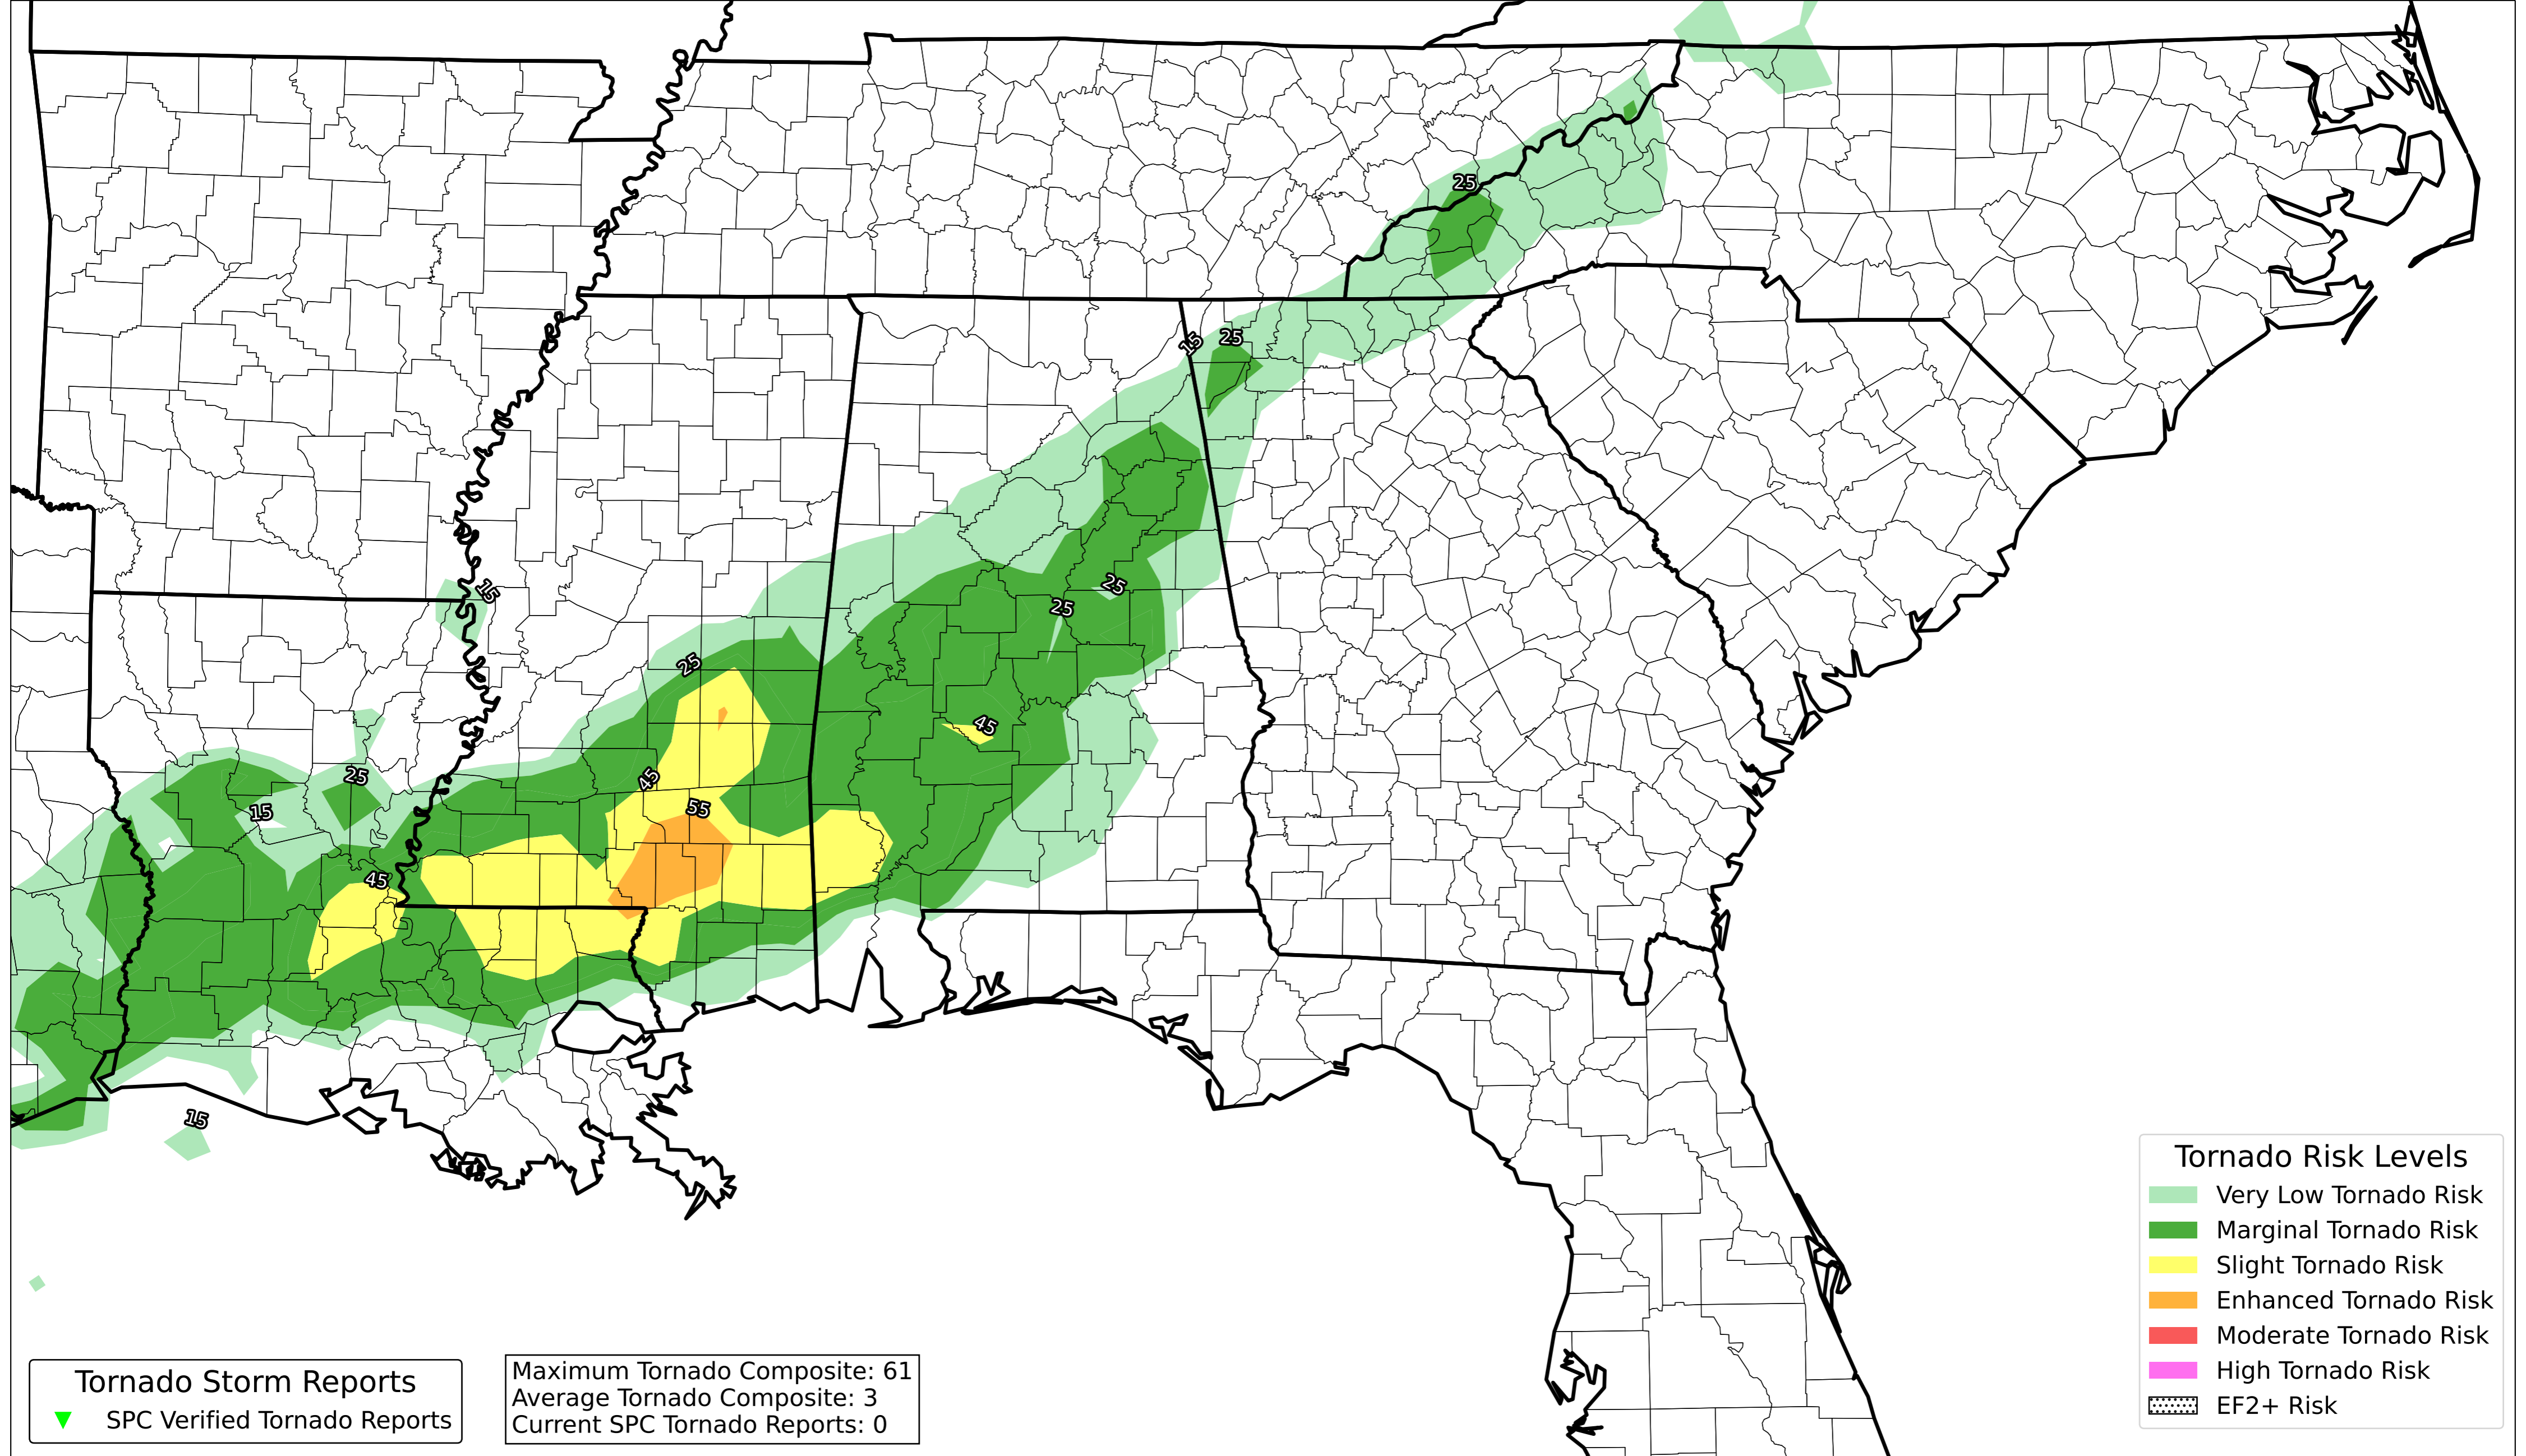 25
15
25
15
25
25
25
45
25
45
55
15
45
15
Tornado Risk Levels
Very Low Tornado Risk
Marginal Tornado Risk
Slight Tornado Risk
Enhanced Tornado Risk
Moderate Tornado Risk
High Tornado Risk
EF2+ Risk
Tornado Storm Reports
SPC Verified Tornado Reports
Maximum Tornado Composite: 61
Average Tornado Composite: 3
Current SPC Tornado Reports: 0